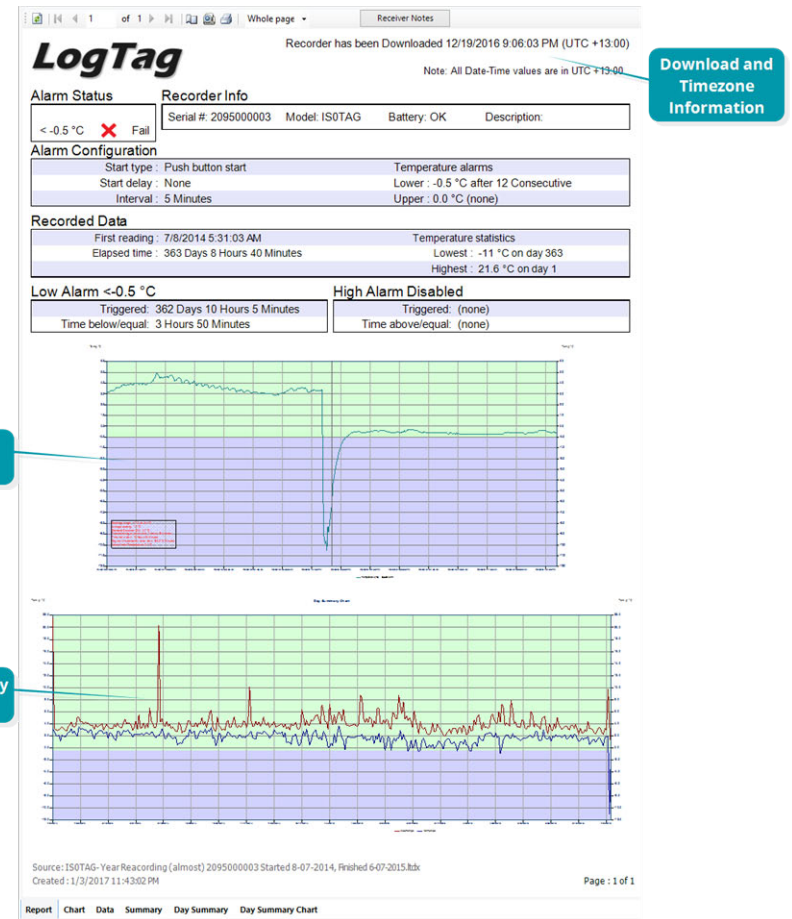 1 of 1 Whole page Receiver Notes
LogTag
Recorder has been Downloaded 12/19/2016 9:06:03 PM (UTC +13:00)
Note: All Date-Time values are in UTC +13:00
Download and
Timezone
Information
Alarm Status
Recorder Info
< -0.5 °C Fail
Serial #: 2095000003 Model: IS0TAG Battery: OK Description:
Alarm Configuration
Start type : Push button start Temperature alarms
Start delay : None Lower : -0.5 °C after 12 Consecutive
Interval : 5 Minutes Upper : 0.0 °C (none)
Recorded Data
First reading : 7/8/2014 5:31:03 AM Temperature statistics
Elapsed time : 363 Days 8 Hours 40 Minutes Lowest : -11 °C on day 363
Highest : 21.6 °C on day 1
Low Alarm <-0.5 °C High Alarm Disabled
Triggered: 362 Days 10 Hours 5 Minutes Triggered: (none)
Time below/equal: 3 Hours 50 Minutes Time above/equal: (none)
Day Summary Chart
y
Source: IS0TAG- Year Reacording (almost) 2095000003 Started 8-07-2014, Finished 6-07-2015.ltdx
Created : 1/3/2017 11:43:02 PM Page : 1 of 1
Report Chart Data Summary Day Summary Day Summary Chart